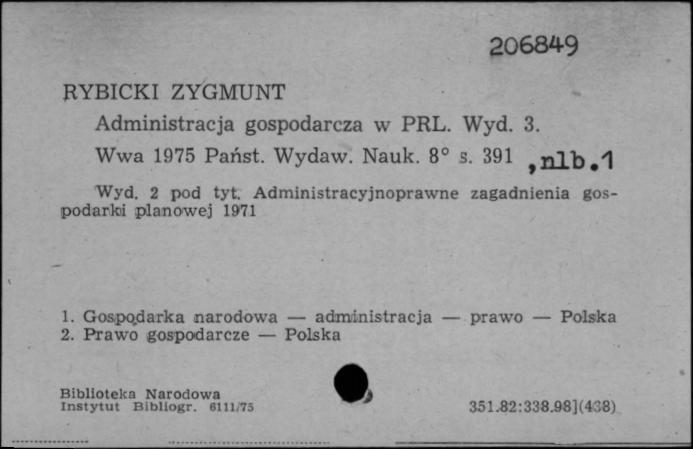 206849
RYBICKI ZYGMUNT
Administracja gospodarcza w PRL. Wyd. 3.
Wwa 1975 Państ. Wydaw. Nauk. 8° s. 391 , nlb. 1
Wyd. 2 pod tyt. Administracyjnoprawne zagadnienia gos-
podarki planowej 1971
1. Gospodarka narodowa — administracja — prawo — Polska
2. Prawo gospodarcze — Polska
Biblioteka Narodowa
Instytut Bibliogr. 6111/75
351.82:338.98](438)